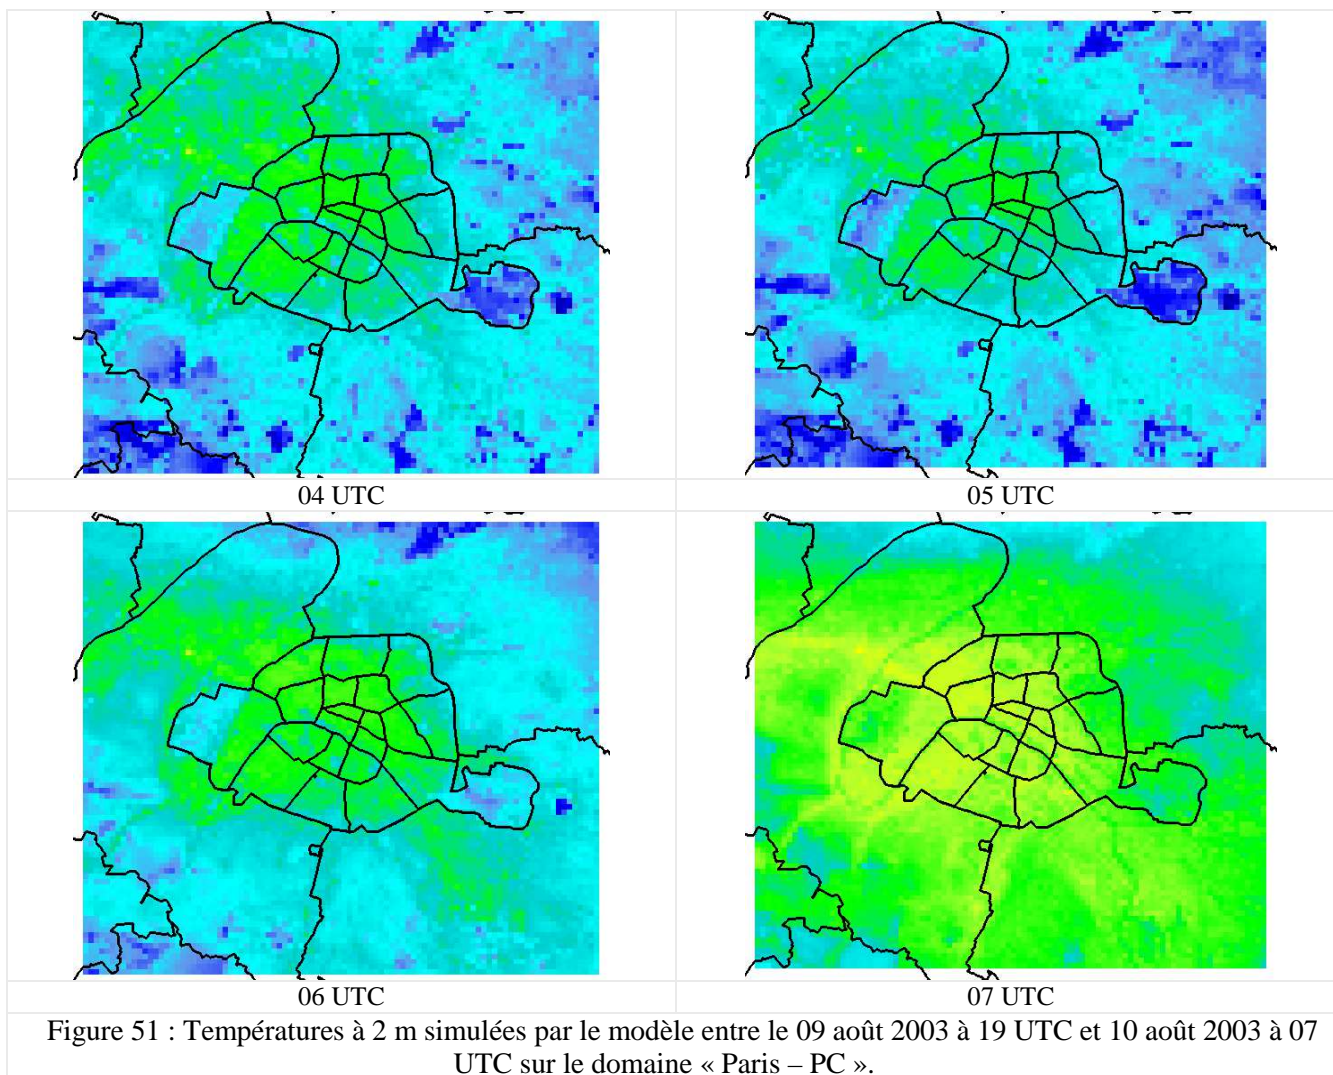 04 UTC
05 UTC
06 UTC
07 UTC
Figure 51 : Températures à 2 m simulées par le modèle entre le 09 août 2003 à 19 UTC et 10 août 2003 à 07
UTC sur le domaine « Paris – PC ».